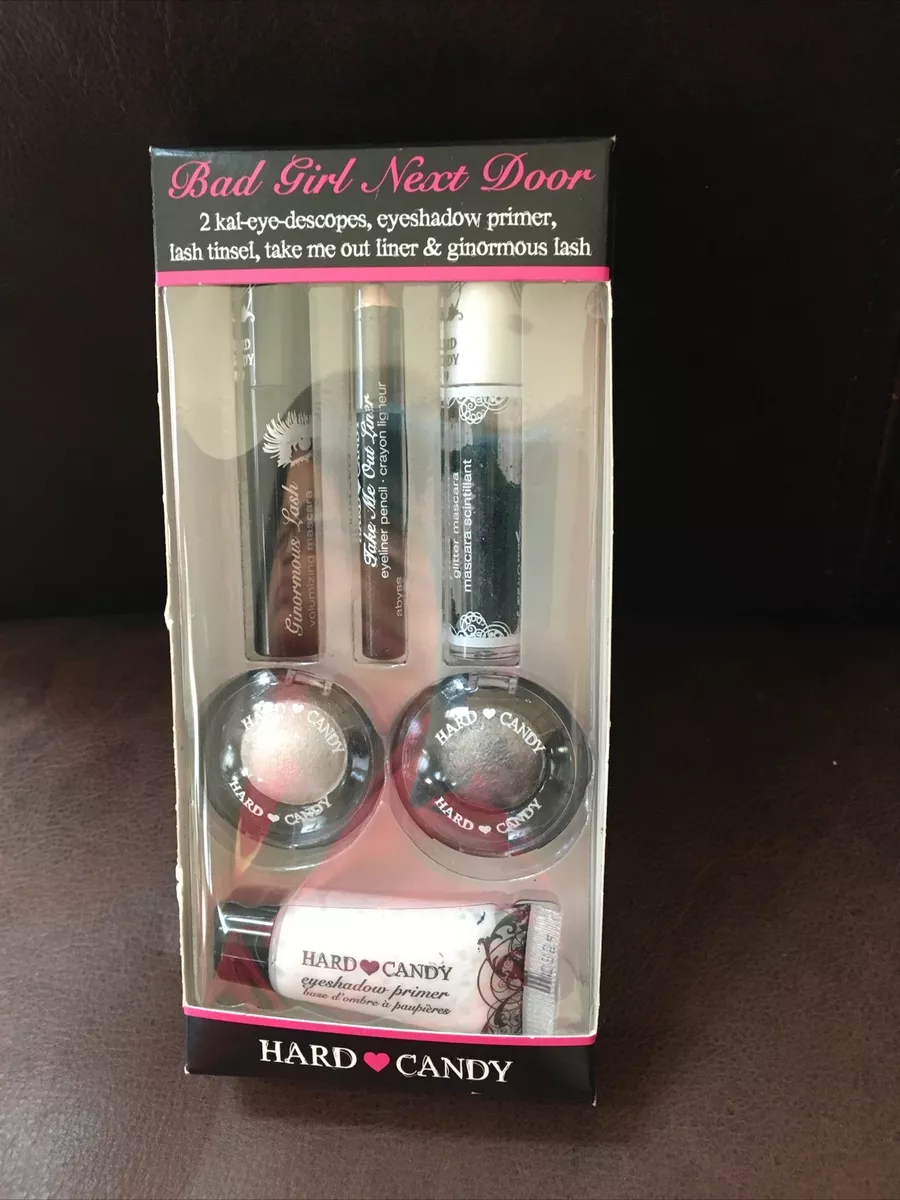 Bad Girl Next Door
2 kal-eye-descopes, eyeshadow primer,
lash tinsel, take me out liner & ginormous lash
Ginormous Lash
volumizing mascara
Take Me Out Liner
eyeliner pencil · crayon ligneur
abyss
glitter mascara
mascara scintillant
HARD ♥ CANDY
HARD ♥ CANDY
HARD ♥ CANDY
HARD ♥ CANDY
HARD ♥ CANDY
eyeshadow primer
base d'ombre à paupières
HARD ♥ CANDY